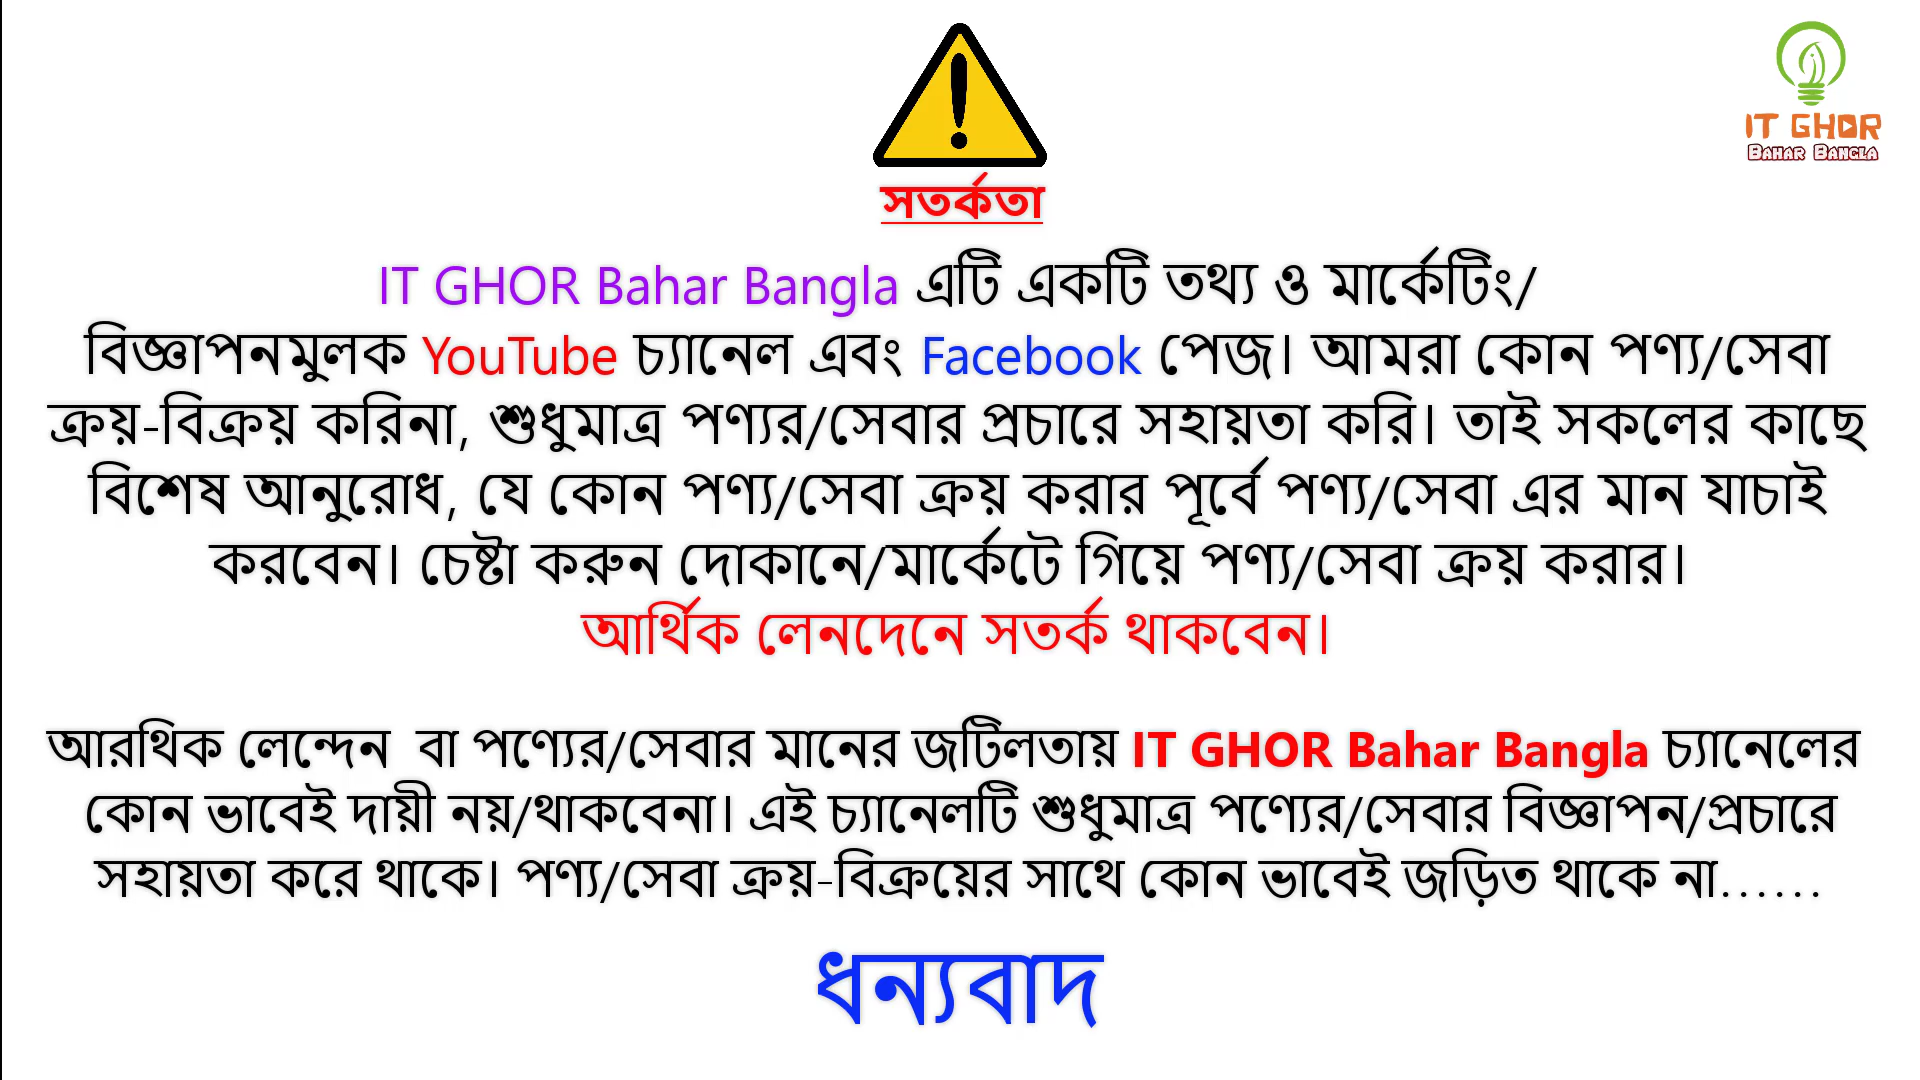 IT GHOR
BAHAR BANGLA
সতর্কতা
IT GHOR Bahar Bangla এটি একটি তথ্য ও মার্কেটিং/
বিজ্ঞাপনমুলক YouTube চ্যানেল এবং Facebook পেজ। আমরা কোন পণ্য/সেবা
ক্রয়-বিক্রয় করিনা, শুধুমাত্র পণ্যর/সেবার প্রচারে সহায়তা করি। তাই সকলের কাছে
বিশেষ আনুরোধ, যে কোন পণ্য/সেবা ক্রয় করার পূর্বে পণ্য/সেবা এর মান যাচাই
করবেন। চেষ্টা করুন দোকানে/মার্কেটে গিয়ে পণ্য/সেবা ক্রয় করার।
আর্থিক লেনদেনে সতর্ক থাকবেন।
আরথিক লেন্দেন বা পণ্যের/সেবার মানের জটিলতায় IT GHOR Bahar Bangla চ্যানেলের
কোন ভাবেই দায়ী নয়/থাকবেনা। এই চ্যানেলটি শুধুমাত্র পণ্যের/সেবার বিজ্ঞাপন/প্রচারে
সহায়তা করে থাকে। পণ্য/সেবা ক্রয়-বিক্রয়ের সাথে কোন ভাবেই জড়িত থাকে না……
ধন্যবাদ